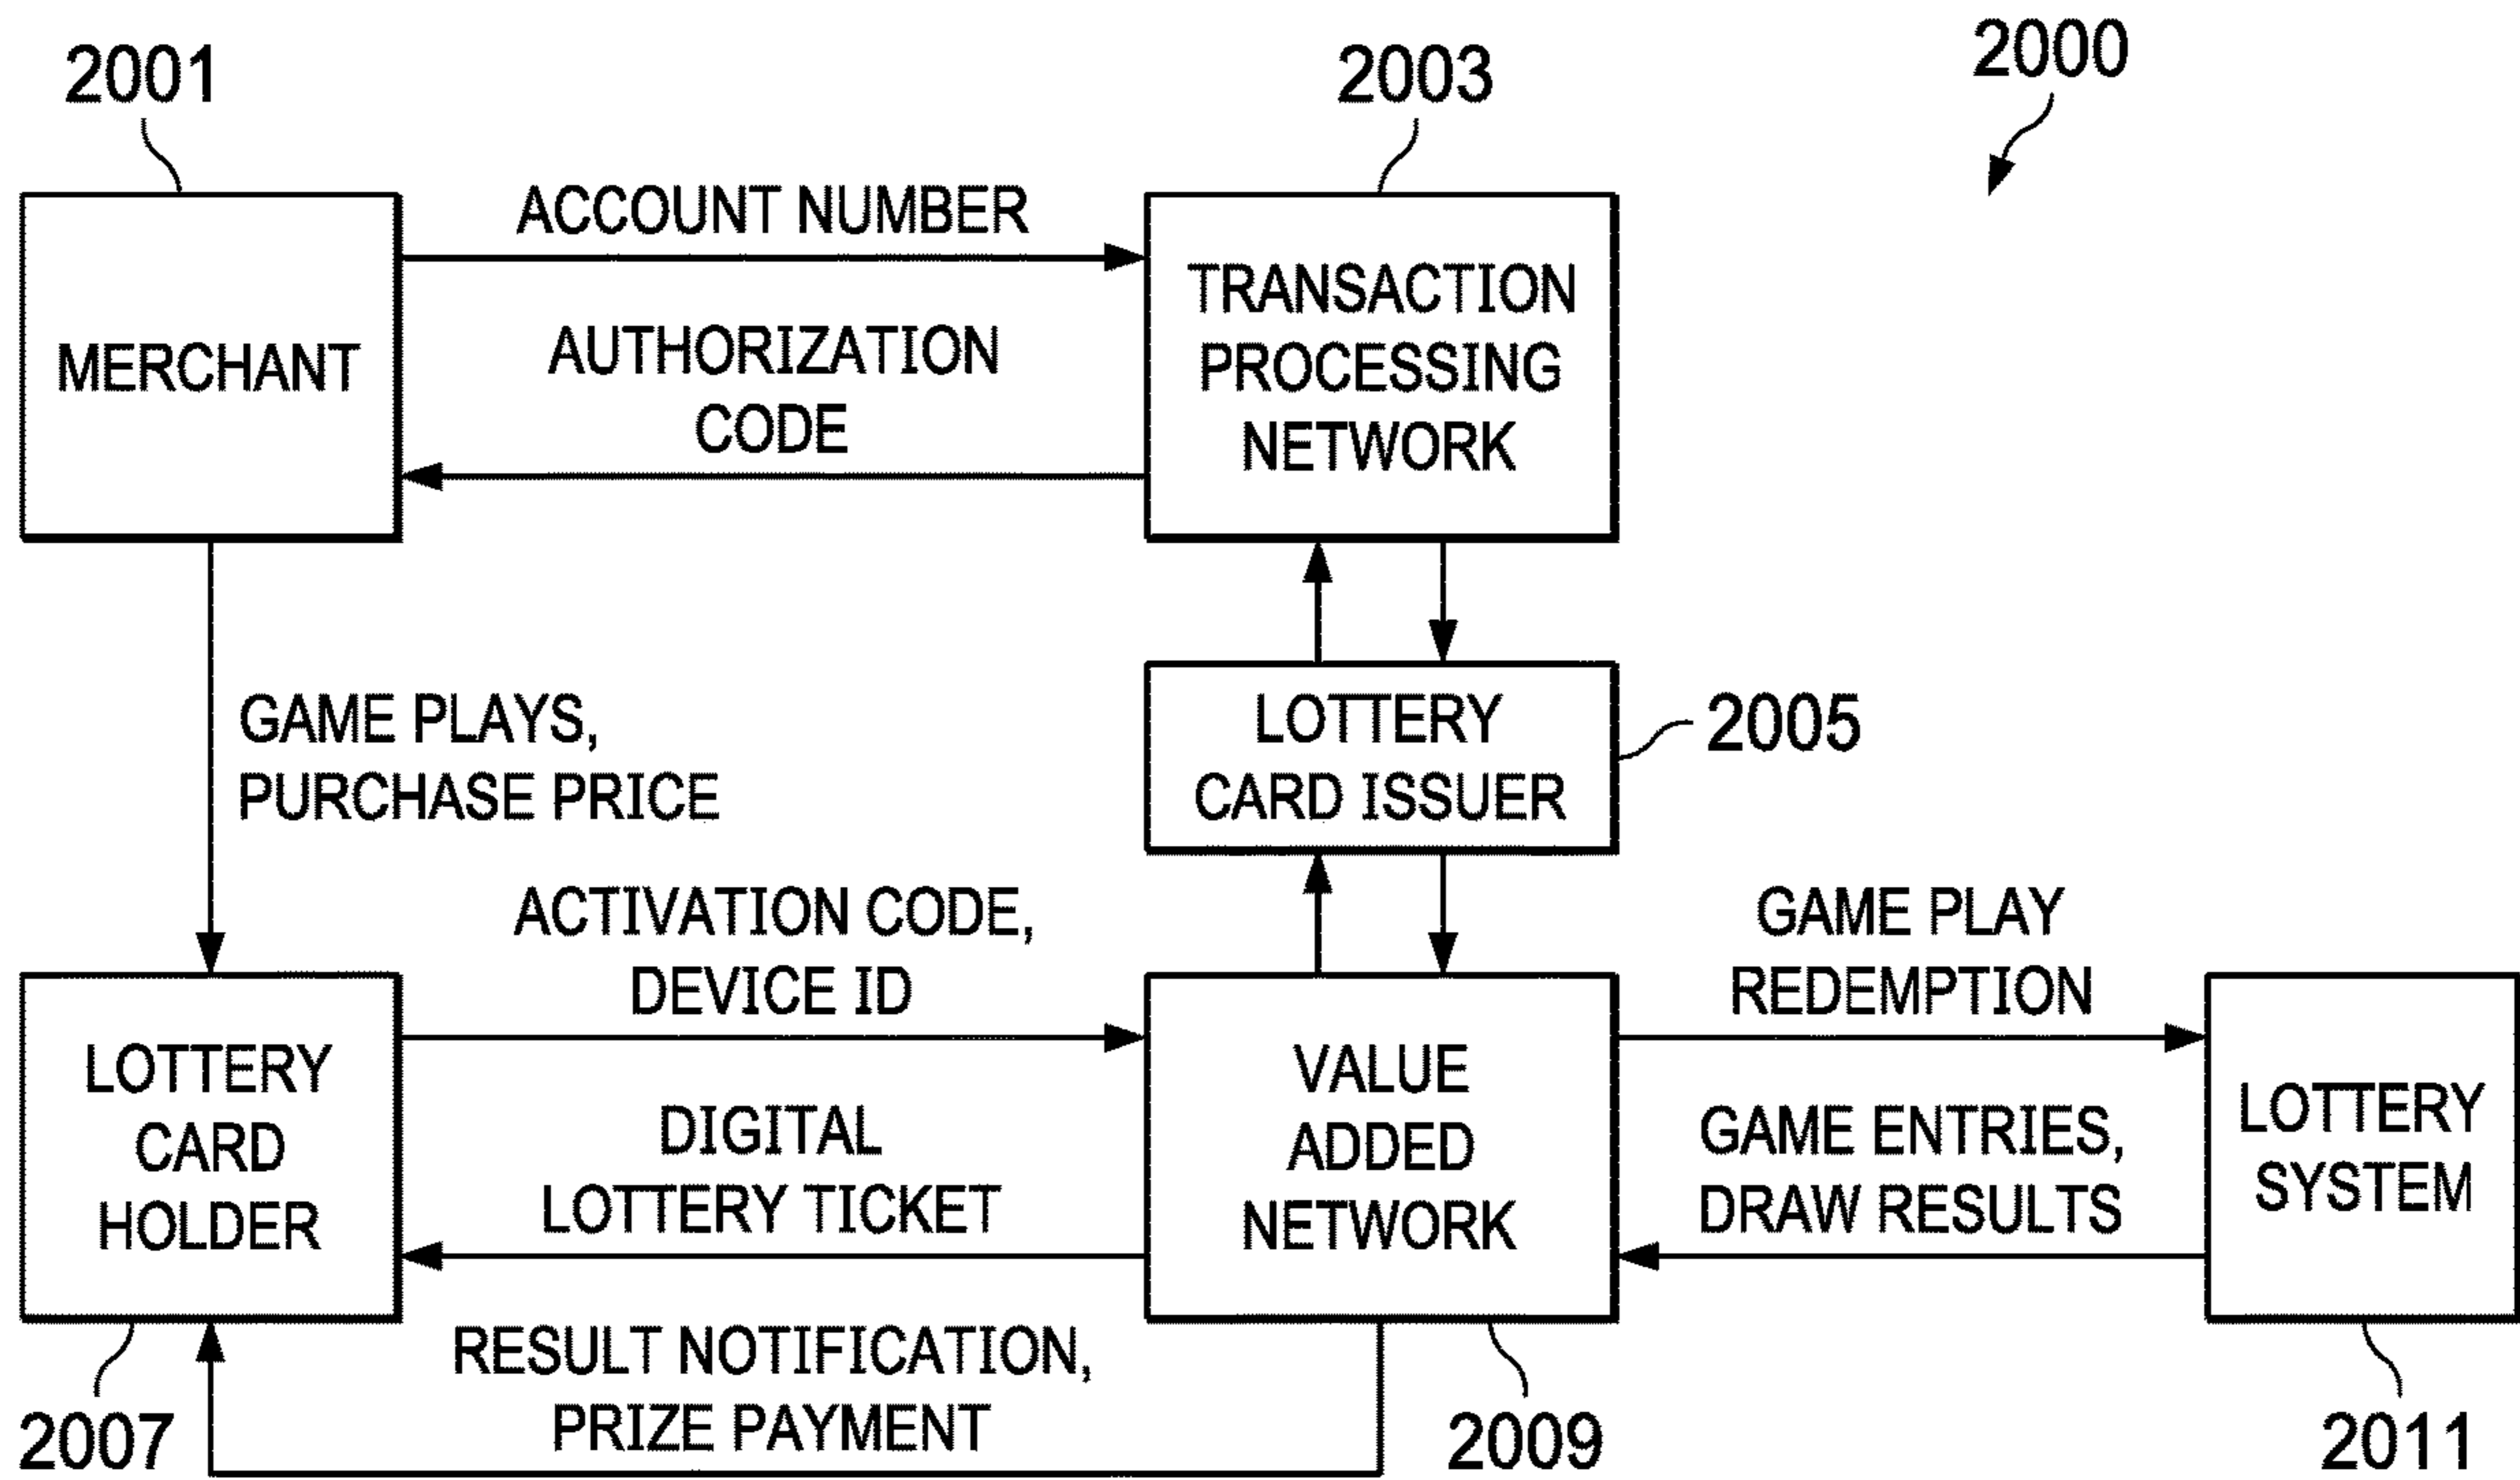 2001
2003
2000
ACCOUNT NUMBER
MERCHANT
AUTHORIZATION
CODE
TRANSACTION
PROCESSING
NETWORK
GAME PLAYS,
PURCHASE PRICE
LOTTERY
CARD ISSUER
2005
ACTIVATION CODE,
DEVICE ID
GAME PLAY
REDEMPTION
LOTTERY
CARD
HOLDER
DIGITAL
LOTTERY TICKET
VALUE
ADDED
NETWORK
GAME ENTRIES,
DRAW RESULTS
LOTTERY
SYSTEM
RESULT NOTIFICATION,
PRIZE PAYMENT
2007
2009
2011